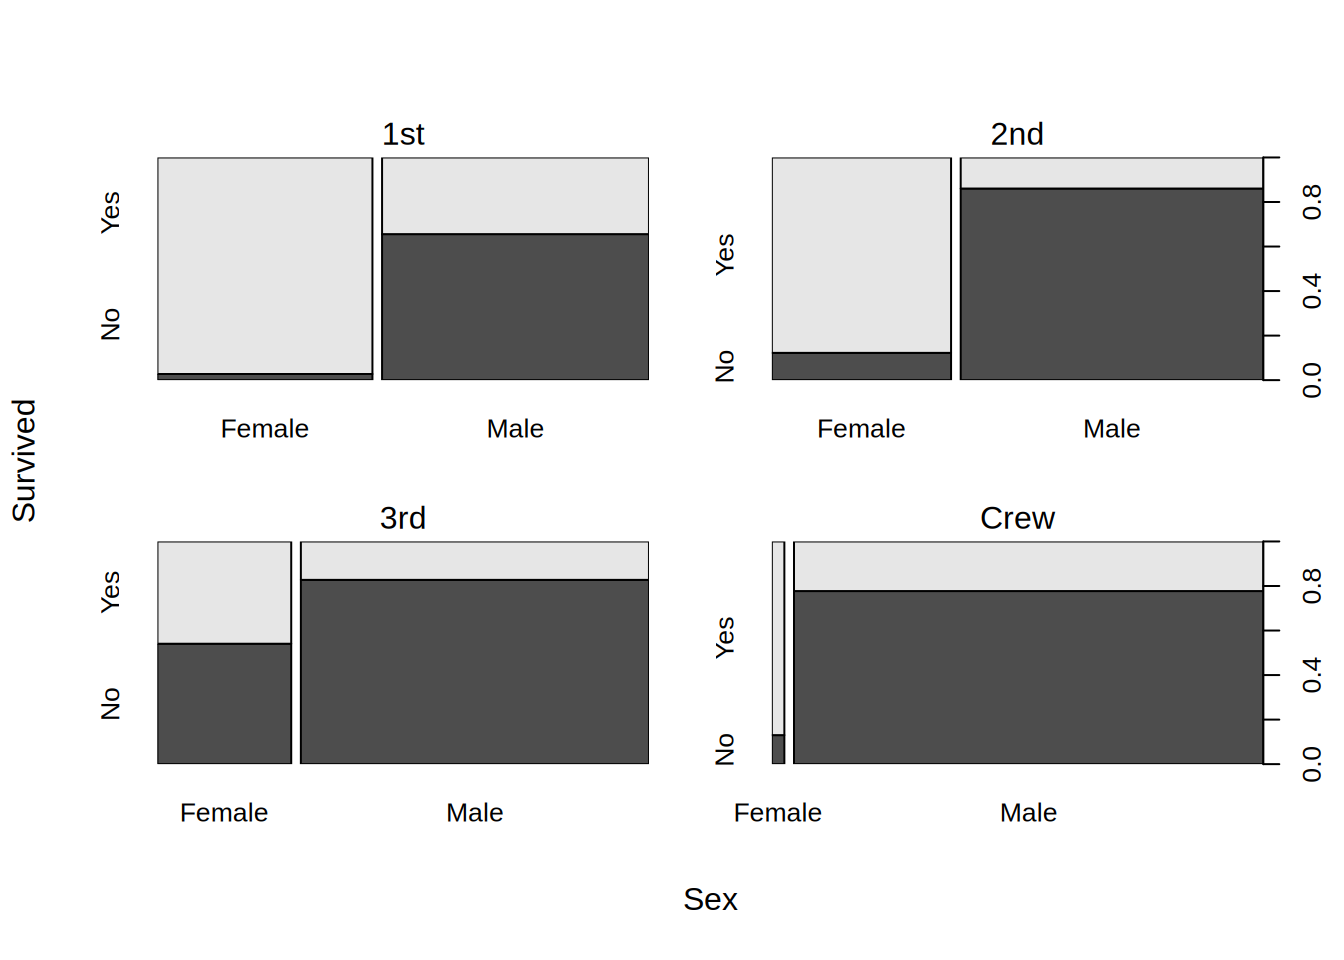 1st
2nd
Yes
No
Yes
No
0.8
0.4
0.0
Female
Male
Female
Male
Survived
3rd
Crew
Yes
No
Yes
No
0.8
0.4
0.0
Female
Male
Female
Male
Sex